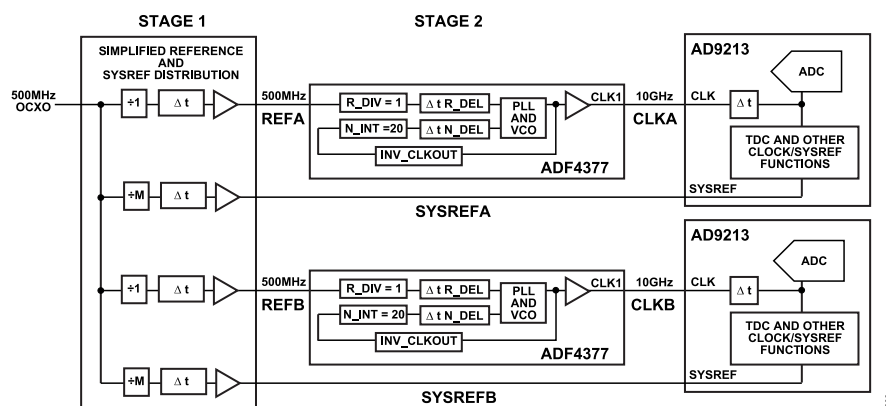 STAGE 1
STAGE 2
SIMPLIFIED REFERENCE
AND
SYSREF DISTRIBUTION
500MHz
OCXO
÷1
Δ t
500MHz
REFA
R_DIV = 1
Δ t R_DEL
N_INT =20
Δ t N_DEL
PLL
AND
VCO
INV_CLKOUT
ADF4377
CLK1
10GHz
CLKA
AD9213
CLK
Δ t
ADC
TDC AND OTHER
CLOCK/SYSREF
FUNCTIONS
÷M
Δ t
SYSREFA
SYSREF
÷1
Δ t
500MHz
REFB
R_DIV = 1
Δ t R_DEL
N_INT = 20
Δ t N_DEL
PLL
AND
VCO
INV_CLKOUT
ADF4377
CLK1
10GHz
CLKB
AD9213
CLK
Δ t
ADC
TDC AND OTHER
CLOCK/SYSREF
FUNCTIONS
÷M
Δ t
SYSREFB
SYSREF